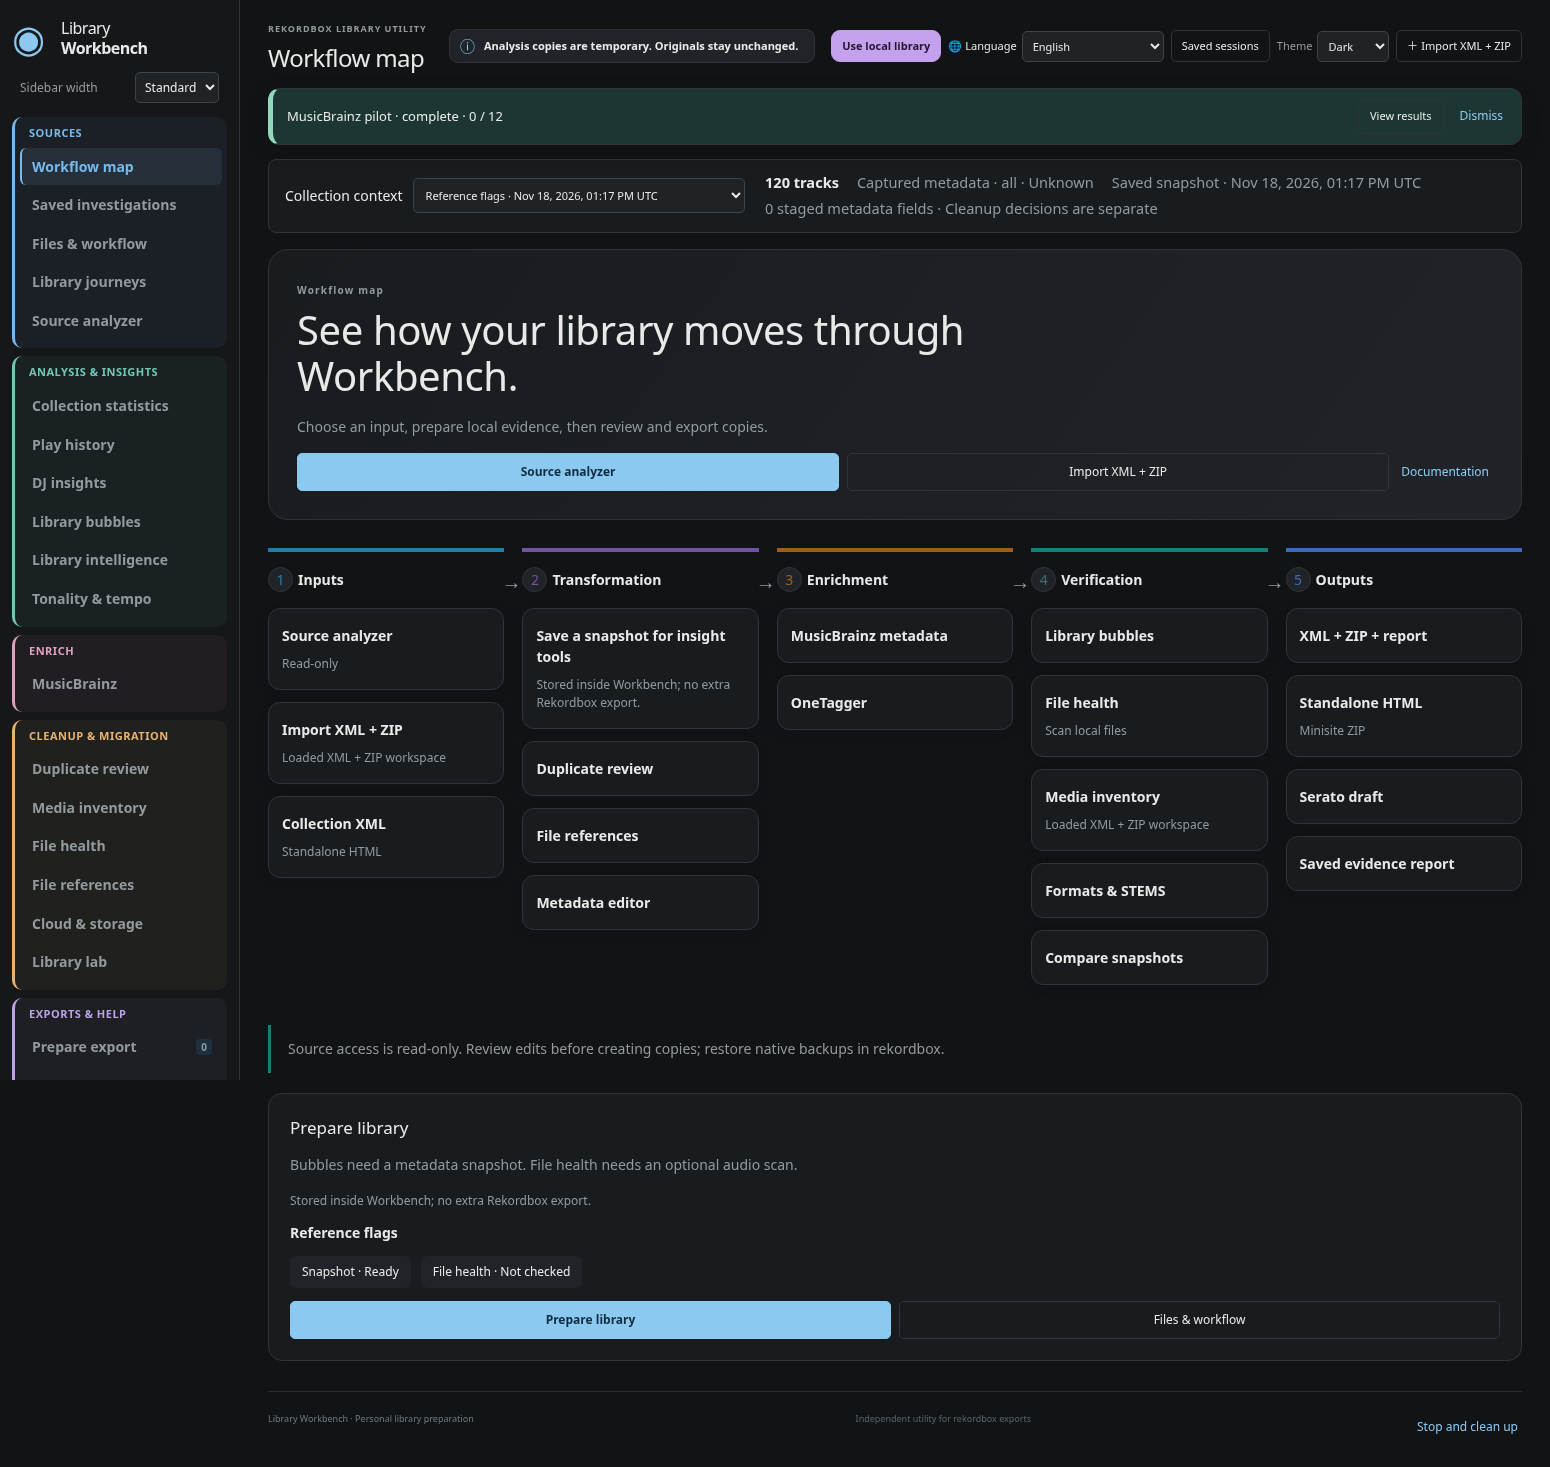 Library
Workbench
Sidebar width
Standard
SOURCES
Workflow map
Saved investigations
Files & workflow
Library journeys
Source analyzer
ANALYSIS & INSIGHTS
Collection statistics
Play history
DJ insights
Library bubbles
Library intelligence
Tonality & tempo
ENRICH
MusicBrainz
CLEANUP & MIGRATION
Duplicate review
Media inventory
File health
File references
Cloud & storage
Library lab
EXPORTS & HELP
Prepare export 0
REKORDBOX LIBRARY UTILITY
Workflow map
ⓘ Analysis copies are temporary. Originals stay unchanged.
Use local library
🌐 Language
English
Saved sessions
Theme
Dark
+ Import XML + ZIP
MusicBrainz pilot · complete · 0 / 12
View results
Dismiss
Collection context
Reference flags · Nov 18, 2026, 01:17 PM UTC
120 tracks Captured metadata · all · Unknown Saved snapshot · Nov 18, 2026, 01:17 PM UTC
0 staged metadata fields · Cleanup decisions are separate
Workflow map
See how your library moves through
Workbench.
Choose an input, prepare local evidence, then review and export copies.
Source analyzer
Import XML + ZIP
Documentation
1 Inputs
Source analyzer
Read-only
Import XML + ZIP
Loaded XML + ZIP workspace
Collection XML
Standalone HTML
→
2 Transformation
Save a snapshot for insight
tools
Stored inside Workbench; no extra
Rekordbox export.
Duplicate review
File references
Metadata editor
→
3 Enrichment
MusicBrainz metadata
OneTagger
→
4 Verification
Library bubbles
File health
Scan local files
Media inventory
Loaded XML + ZIP workspace
Formats & STEMS
Compare snapshots
→
5 Outputs
XML + ZIP + report
Standalone HTML
Minisite ZIP
Serato draft
Saved evidence report
Source access is read-only. Review edits before creating copies; restore native backups in rekordbox.
Prepare library
Bubbles need a metadata snapshot. File health needs an optional audio scan.
Stored inside Workbench; no extra Rekordbox export.
Reference flags
Snapshot · Ready
File health · Not checked
Prepare library
Files & workflow
Library Workbench · Personal library preparation
Independent utility for rekordbox exports
Stop and clean up